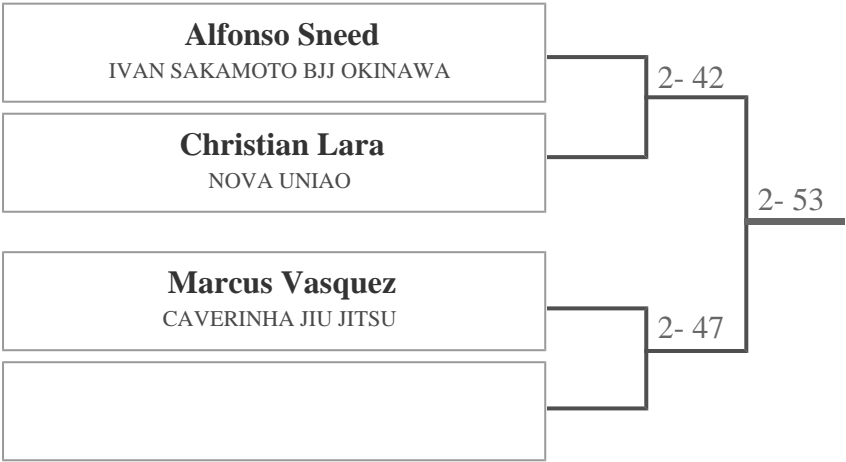 Alfonso Sneed
IVAN SAKAMOTO BJJ OKINAWA
2- 42
Christian Lara
NOVA UNIAO
2- 53
Marcus Vasquez
CAVERINHA JIU JITSU
2- 47